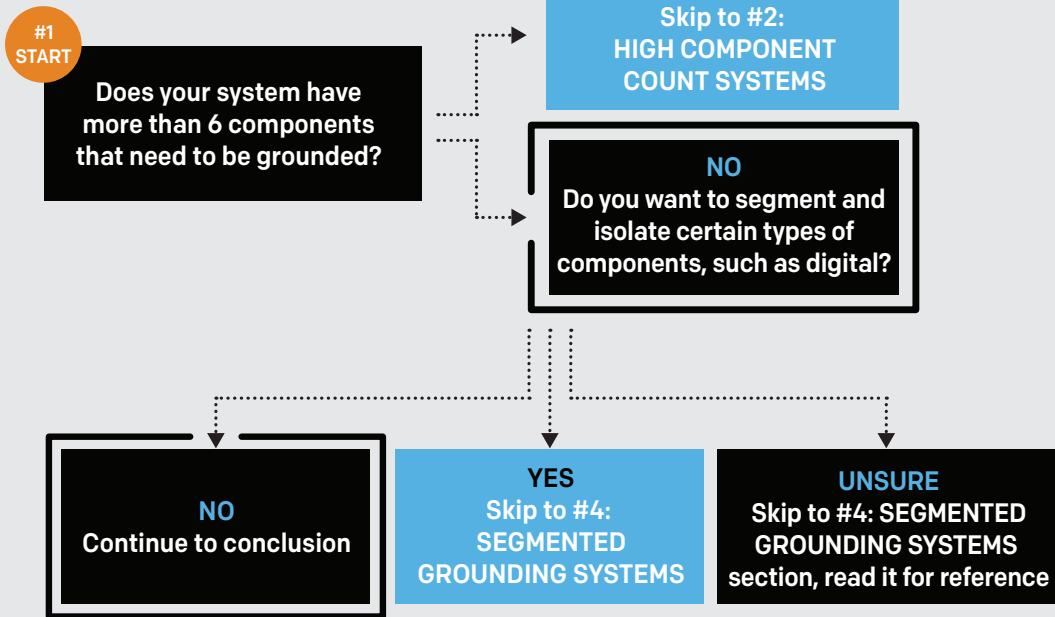 #1
START
Does your system have
more than 6 components
that need to be grounded?
Skip to #2:
HIGH COMPONENT
COUNT SYSTEMS
NO
Do you want to segment and
isolate certain types of
components, such as digital?
NO
Continue to conclusion
YES
Skip to #4:
SEGMENTED
GROUNDING SYSTEMS
UNSURE
Skip to #4: SEGMENTED
GROUNDING SYSTEMS
section, read it for reference